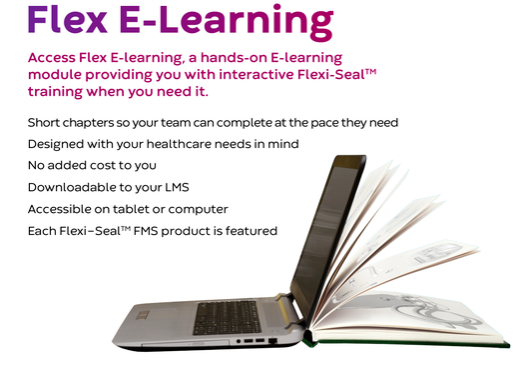 Flex E-Learning
Access Flex E-learning, a hands-on E-learning
module providing you with interactive Flexi-Seal™
training when you need it.
Short chapters so your team can complete at the pace they need
Designed with your healthcare needs in mind
No added cost to you
Downloadable to your LMS
Accessible on tablet or computer
Each Flexi-Seal™ FMS product is featured